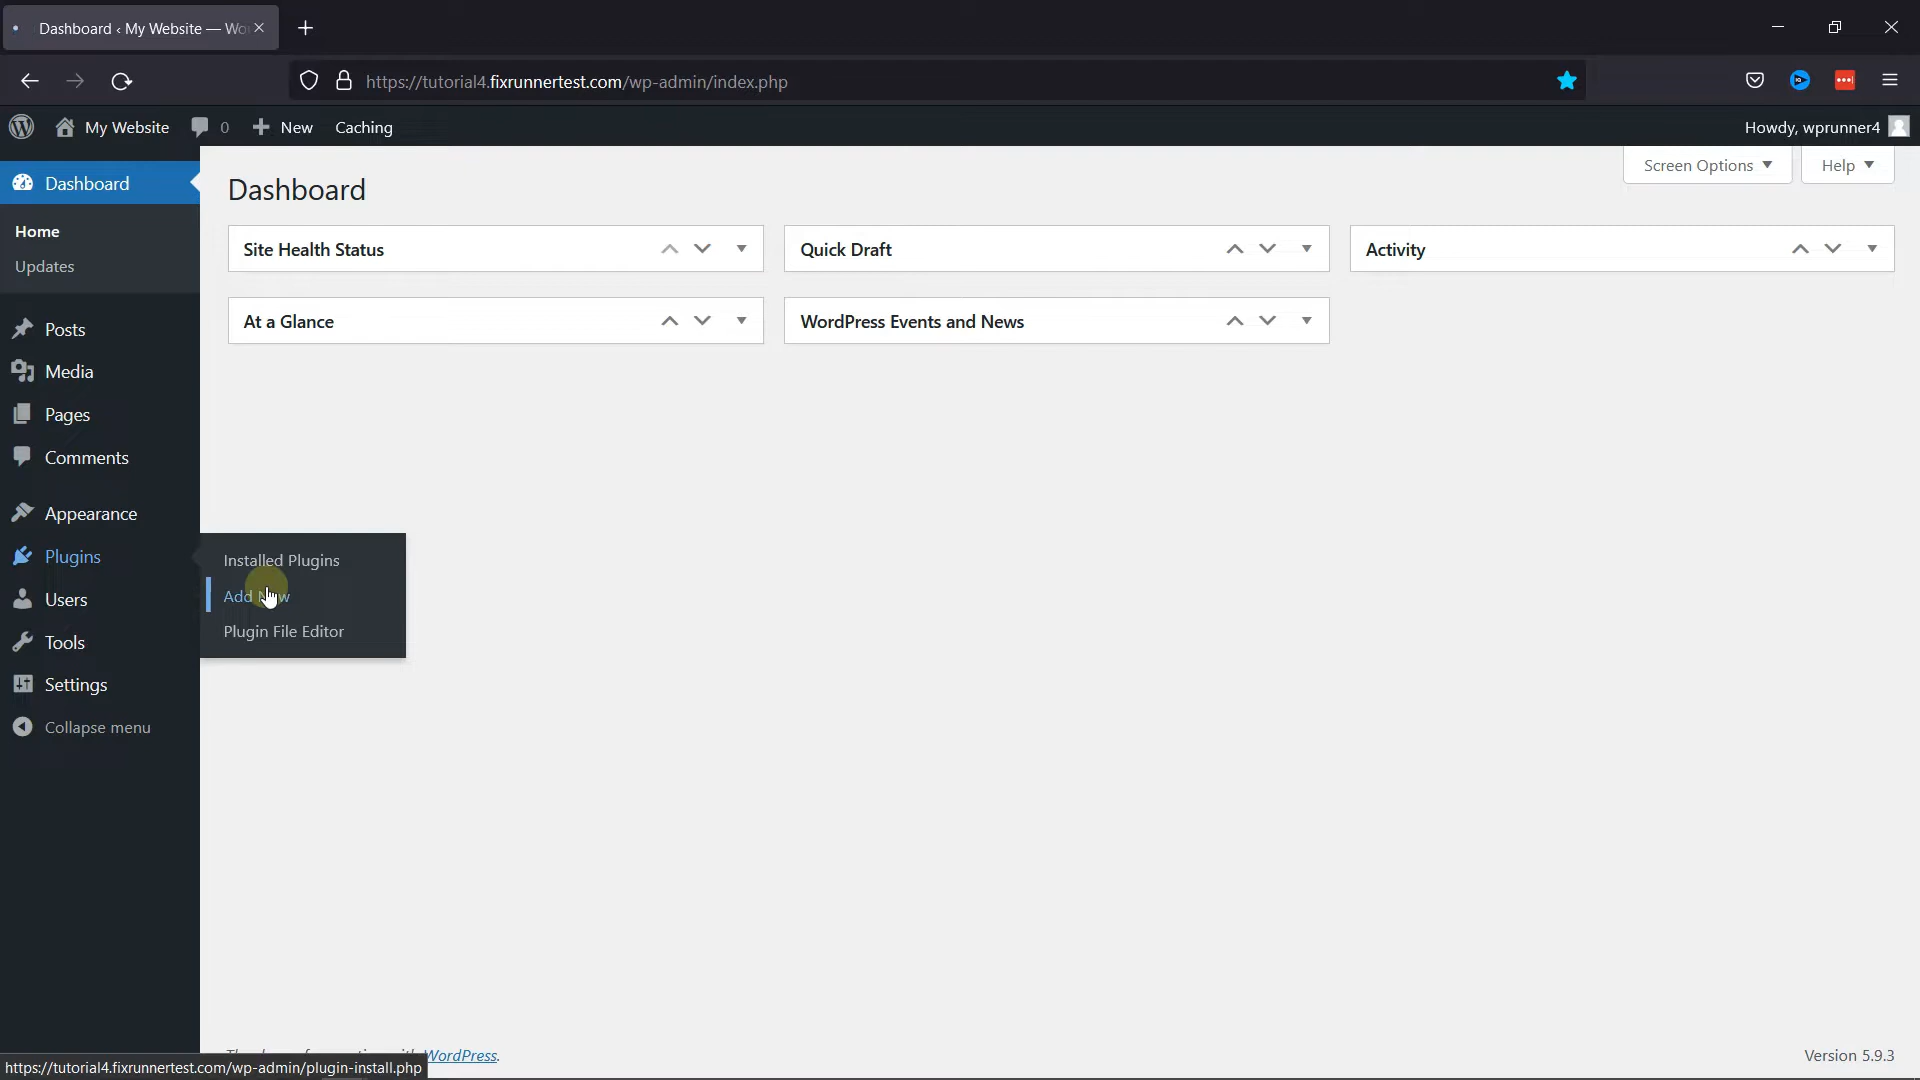 Dashboard ‹ My Website — Wo
https://tutorial4.fixrunnertest.com/wp-admin/index.php
My Website 0 New Caching
Howdy, wprunner4
Dashboard
Home
Updates
Posts
Media
Pages
Comments
Appearance
Plugins
Users
Tools
Settings
Collapse menu
Installed Plugins
Add
Plugin File Editor
Screen Options
Help
Dashboard
Site Health Status
Quick Draft
Activity
At a Glance
WordPress Events and News
WordPress.
Version 5.9.3
https://tutorial4.fixrunnertest.com/wp-admin/plugin-install.php